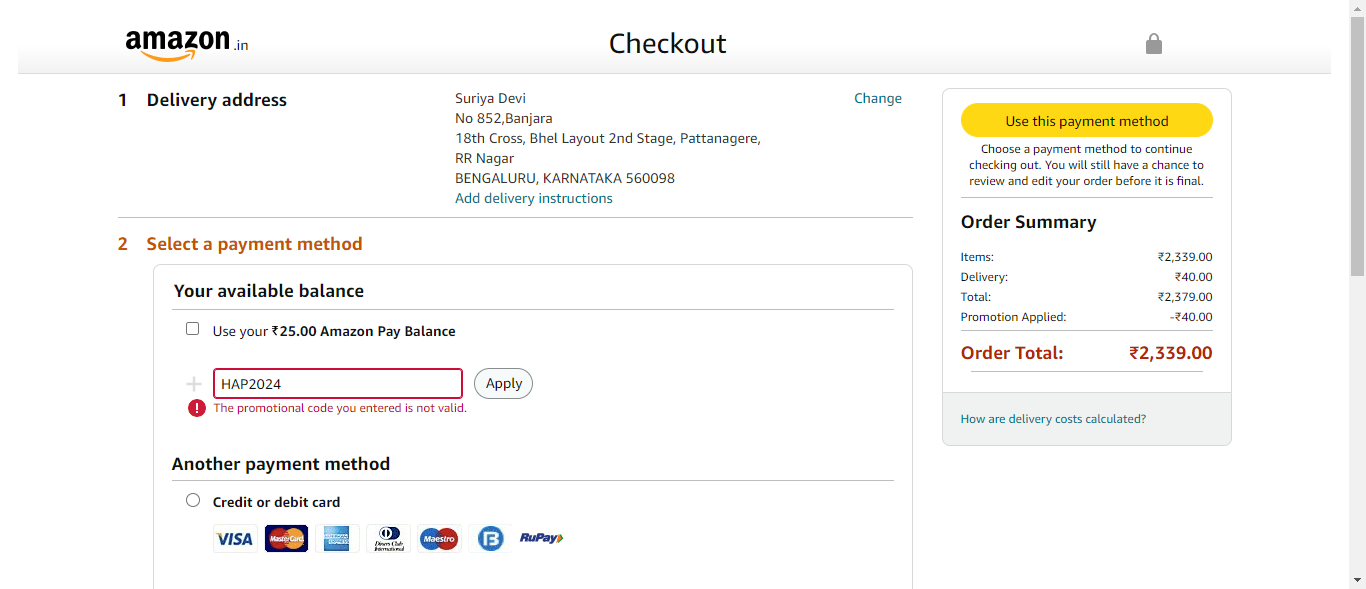 amazon.in
Checkout
1 Delivery address
Suriya Devi
No 852,Banjara
18th Cross, Bhel Layout 2nd Stage, Pattanagere,
RR Nagar
BENGALURU, KARNATAKA 560098
Add delivery instructions
Change
2 Select a payment method
Your available balance
Use your ₹25.00 Amazon Pay Balance
HAP2024
Apply
The promotional code you entered is not valid.
Another payment method
Credit or debit card
VISA MasterCard AMERICAN EXPRESS Diners Club International Maestro B RuPay
Use this payment method
Choose a payment method to continue
checking out. You will still have a chance to
review and edit your order before it is final.
Order Summary
Items: ₹2,339.00
Delivery: ₹40.00
Total: ₹2,379.00
Promotion Applied: -₹40.00
Order Total: ₹2,339.00
How are delivery costs calculated?